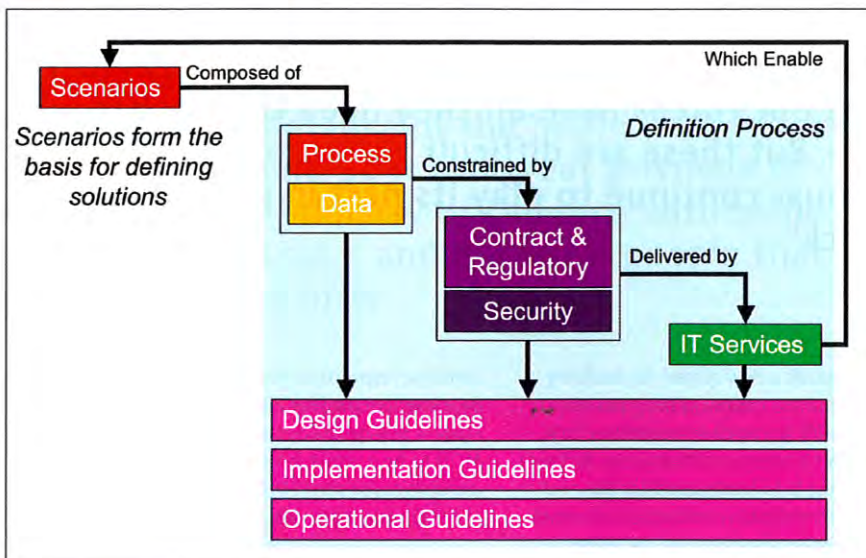 Which Enable
Scenarios
Composed of
Scenarios form the
basis for defining
solutions
Definition Process
Process
Data
Constrained by
Contract &
Regulatory
Security
Delivered by
IT Services
Design Guidelines
Implementation Guidelines
Operational Guidelines